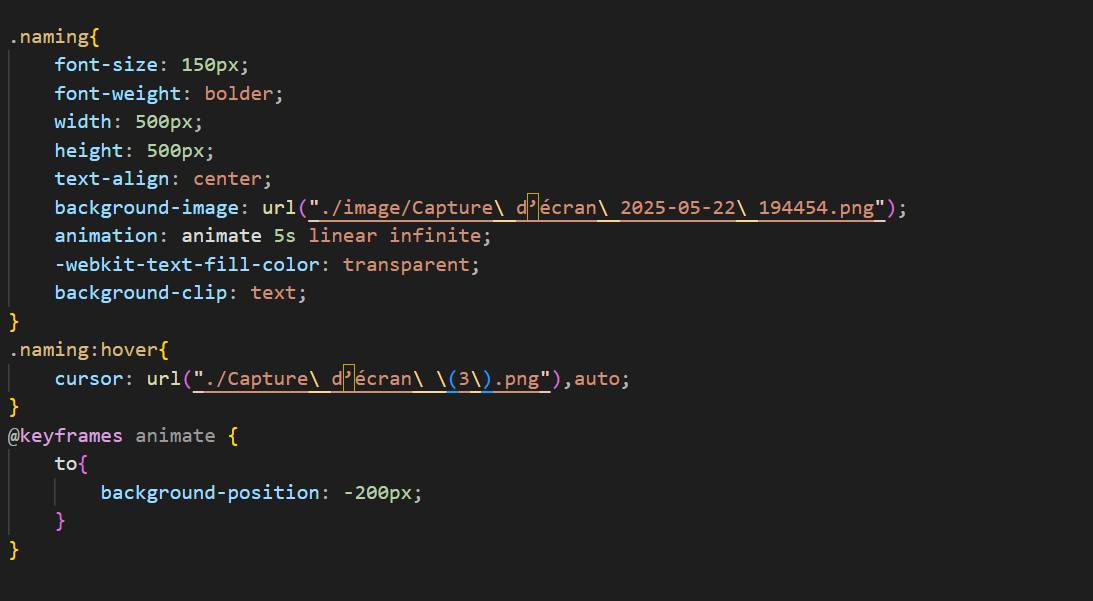 .naming{
    font-size: 150px;
    font-weight: bolder;
    width: 500px;
    height: 500px;
    text-align: center;
    background-image: url("./image/Capture\ d’écran\ 2025-05-22\ 194454.png");
    animation: animate 5s linear infinite;
    -webkit-text-fill-color: transparent;
    background-clip: text;
}
.naming:hover{
    cursor: url("./Capture\ d’écran\ \(3\).png"),auto;
}
@keyframes animate {
    to{
        background-position: -200px;
    }
}